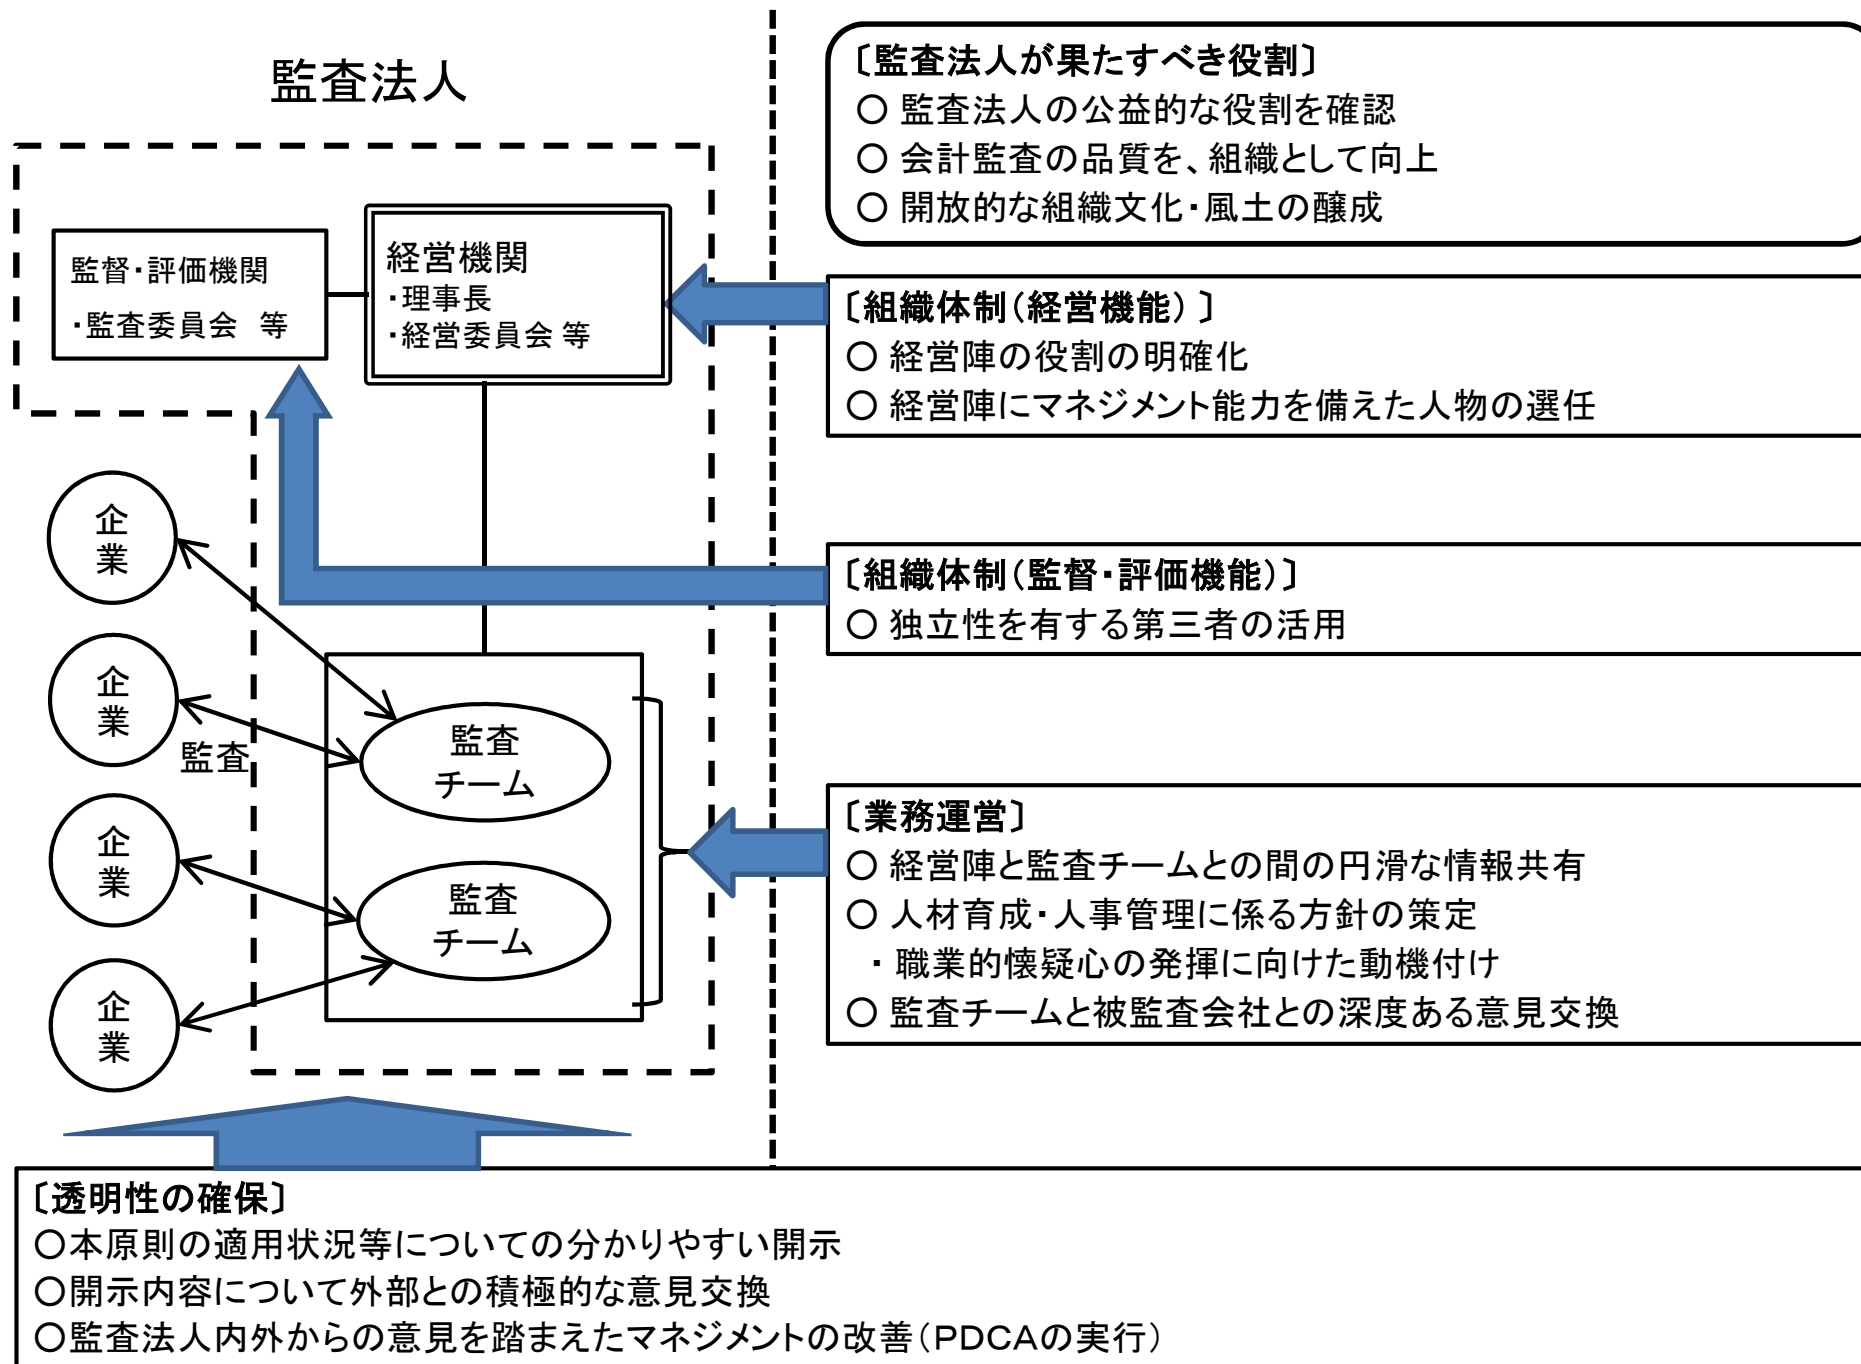 監査法人
監督・評価機関
・監査委員会　等
経営機関
・理事長
・経営委員会 等
企
業
企
業
監査
企
業
企
業
監査
チーム
監査
チーム
〔監査法人が果たすべき役割〕
○ 監査法人の公益的な役割を確認
○ 会計監査の品質を、組織として向上
○ 開放的な組織文化・風土の醸成
〔組織体制（経営機能）〕
○ 経営陣の役割の明確化
○ 経営陣にマネジメント能力を備えた人物の選任
〔組織体制（監督・評価機能）〕
○ 独立性を有する第三者の活用
〔業務運営〕
○ 経営陣と監査チームとの間の円滑な情報共有
○ 人材育成・人事管理に係る方針の策定
・ 職業的懐疑心の発揮に向けた動機付け
○ 監査チームと被監査会社との深度ある意見交換
〔透明性の確保〕
○本原則の適用状況等についての分かりやすい開示
○開示内容について外部との積極的な意見交換
○監査法人内外からの意見を踏まえたマネジメントの改善（PDCAの実行）